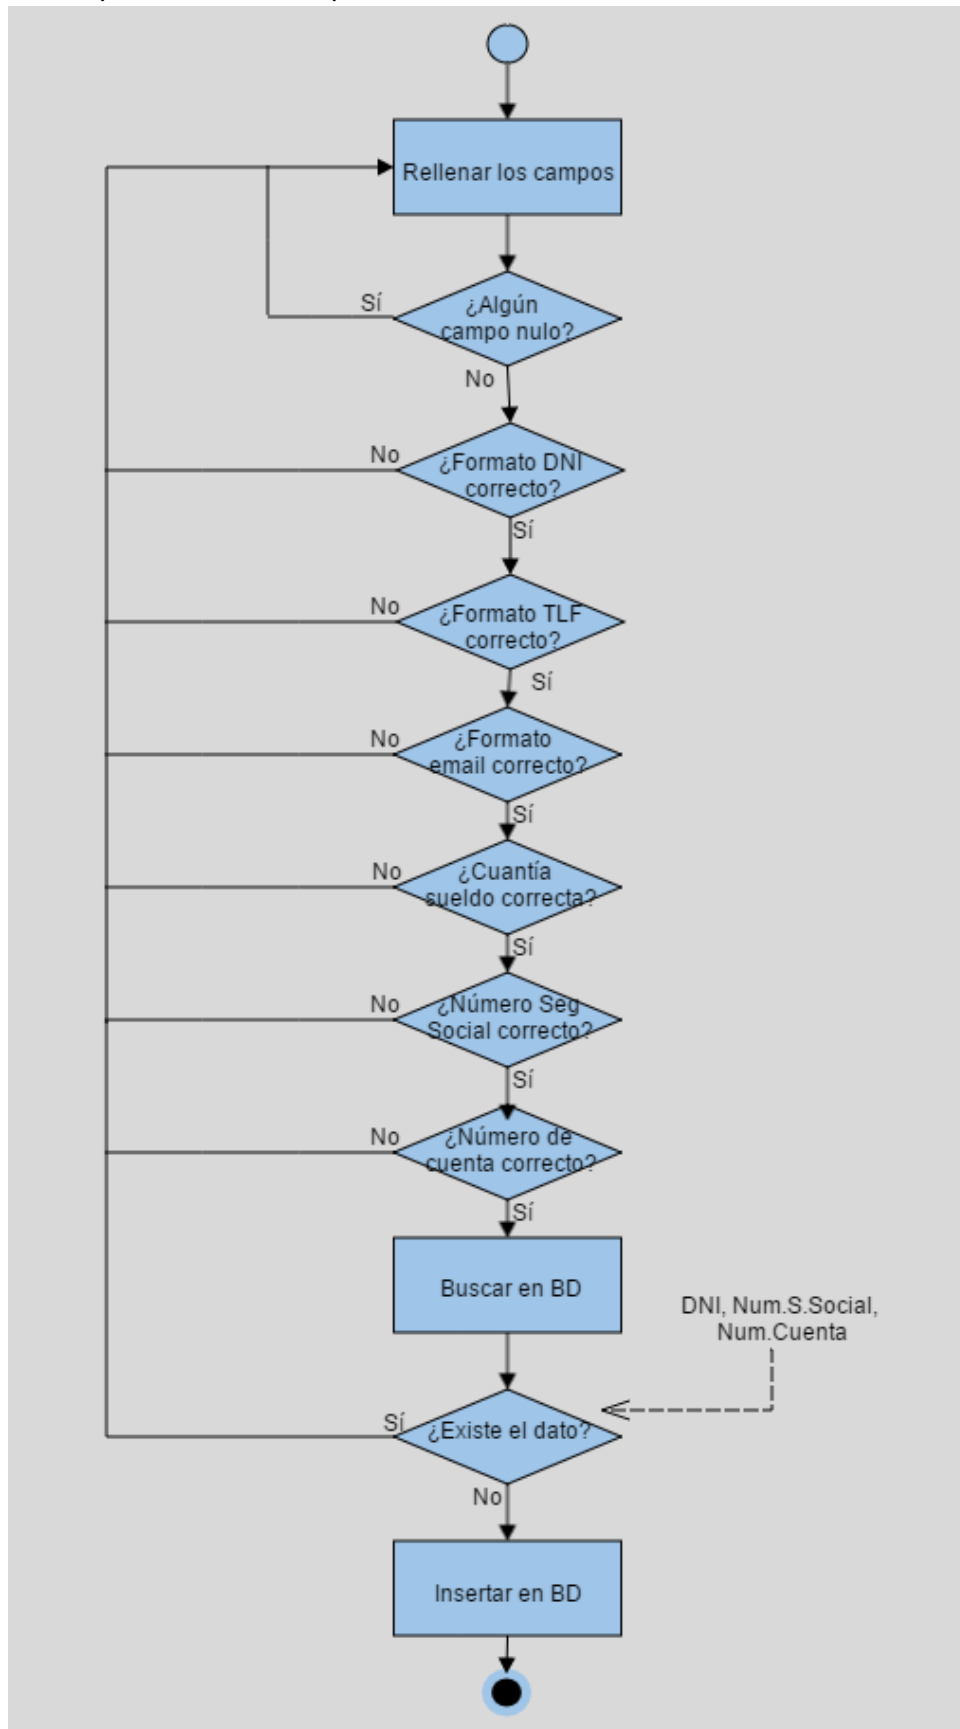 Rellenar los campos
Sí
¿Algún
campo nulo?
No
No
¿Formato DNI
correcto?
Sí
No
¿Formato TLF
correcto?
Sí
No
¿Formato
email correcto?
Sí
No
¿Cuantía
sueldo correcta?
Sí
No
¿Número Seg
Social correcto?
Sí
No
¿Número de
cuenta correcto?
Sí
Buscar en BD
DNI, Num.S.Social,
Num.Cuenta
Sí
¿Existe el dato?
No
Insertar en BD